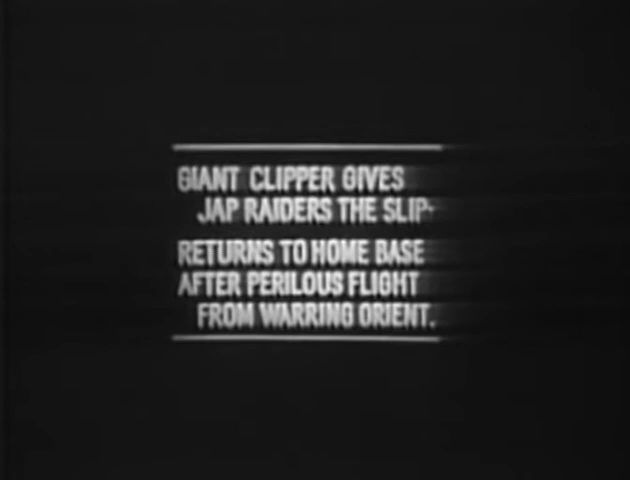 GIANT CLIPPER GIVES
JAP RAIDERS THE SLIP-
RETURNS TO HOME BASE
AFTER PERILOUS FLIGHT
FROM WARRING ORIENT.